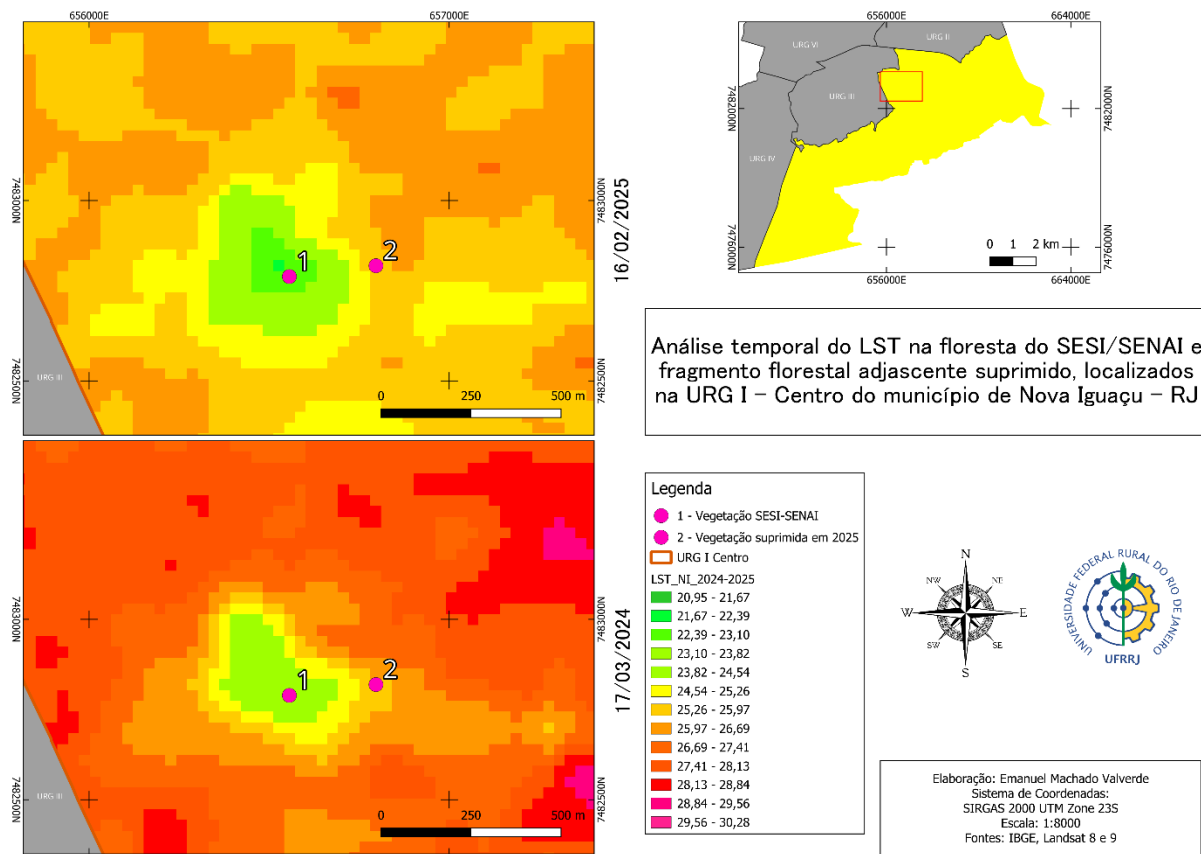 656000E
657000E
7483000N
7482500N
1
2
URG III
0 250 500 m
16/02/2025
7483000N
7482500N
1
2
URG III
0 250 500 m
17/03/2024
656000E
664000E
URG VI
URG II
URG III
URG IV
7482000N
7482000N
7476000N
7476000N
0 1 2 km
656000E
664000E
Análise temporal do LST na floresta do SESI/SENAI e
fragmento florestal adjascente suprimido, localizados
na URG I – Centro do município de Nova Iguaçu – RJ
Legenda
1 - Vegetação SESI-SENAI
2 - Vegetação suprimida em 2025
URG I Centro
LST_NI_2024-2025
20,95 - 21,67
21,67 - 22,39
22,39 - 23,10
23,10 - 23,82
23,82 - 24,54
24,54 - 25,26
25,26 - 25,97
25,97 - 26,69
26,69 - 27,41
27,41 - 28,13
28,13 - 28,84
28,84 - 29,56
29,56 - 30,28
N
NW NE
W E
SW SE
S
UNIVERSIDADE FEDERAL RURAL DO RIO DE JANEIRO
UFRRJ
Elaboração: Emanuel Machado Valverde
Sistema de Coordenadas:
SIRGAS 2000 UTM Zone 23S
Escala: 1:8000
Fontes: IBGE, Landsat 8 e 9